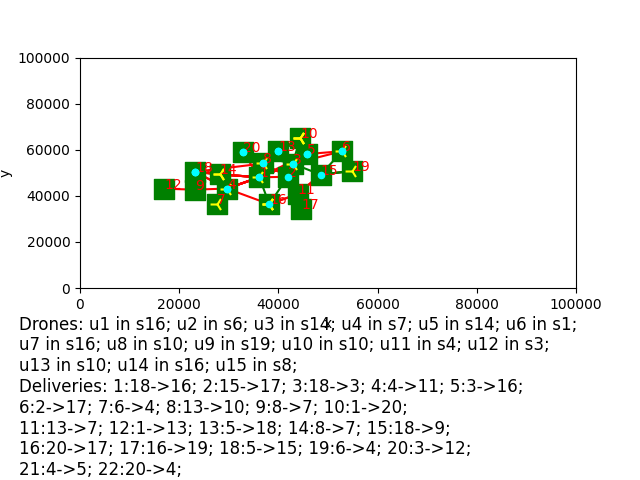 100000
80000
60000
40000
20000
0
y
0 20000 40000 60000 80000 100000
x
Drones: u1 in s16; u2 in s6; u3 in s14; u4 in s7; u5 in s14; u6 in s1;
u7 in s16; u8 in s10; u9 in s19; u10 in s10; u11 in s4; u12 in s3;
u13 in s10; u14 in s16; u15 in s8;
Deliveries: 1:18->16; 2:15->17; 3:18->3; 4:4->11; 5:3->16;
6:2->17; 7:6->4; 8:13->10; 9:8->7; 10:1->20;
11:13->7; 12:1->13; 13:5->18; 14:8->7; 15:18->9;
16:20->17; 17:16->19; 18:5->15; 19:6->4; 20:3->12;
21:4->5; 22:20->4;